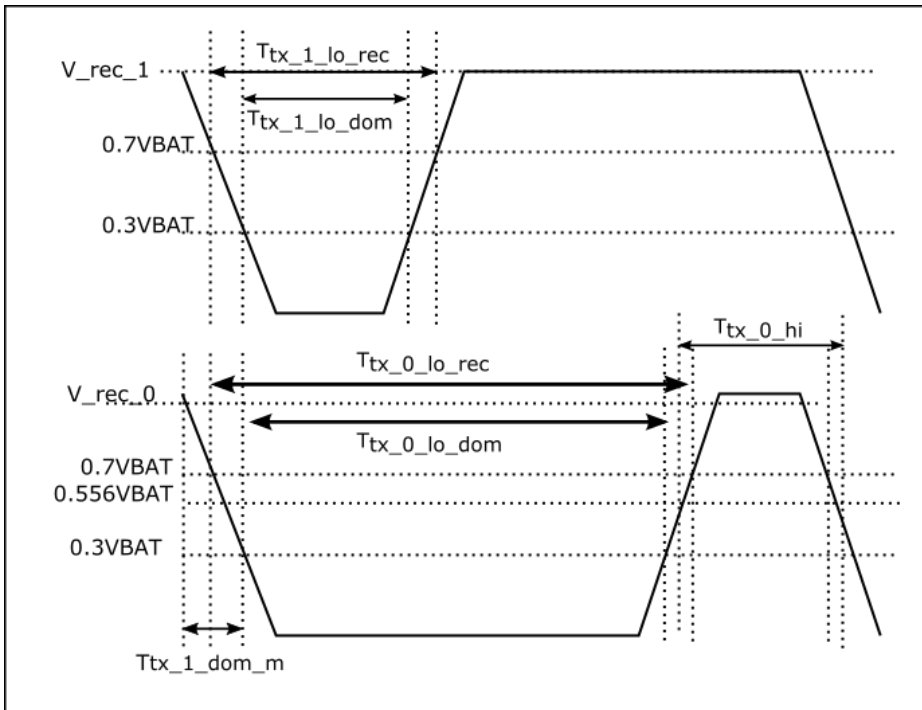 Ttx_1_lo_rec
V_rec_1
Ttx_1_lo_dom
0.7VBAT
0.3VBAT
Ttx_0_hi
Ttx_0_lo_rec
V_rec_0
Ttx_0_lo_dom
0.7VBAT
0.556VBAT
0.3VBAT
Ttx_1_dom_m